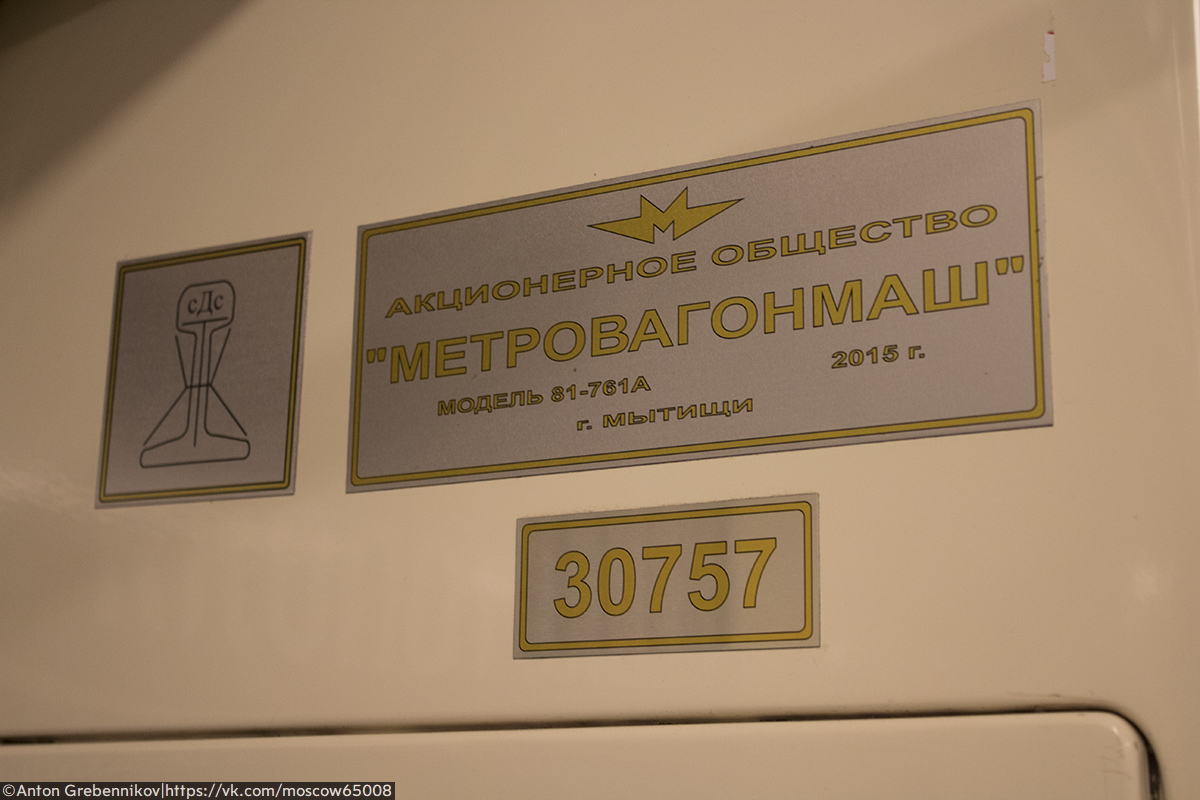 сДс
М
АКЦИОНЕРНОЕ ОБЩЕСТВО
"МЕТРОВАГОНМАШ"
МОДЕЛЬ 81-761А
2015 г.
г. МЫТИЩИ
30757
©Anton Grebennikov|https://vk.com/moscow65008